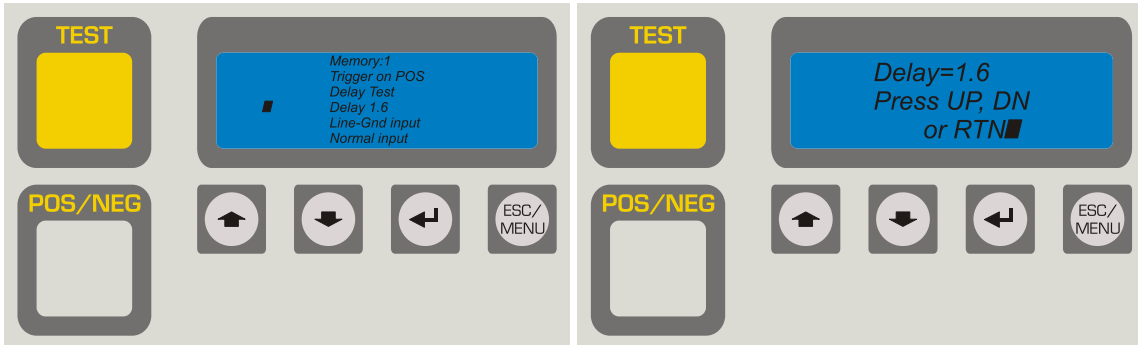 TEST
Memory:1
Trigger on POS
Delay Test
Delay 1.6
Line-Gnd input
Normal input
POS/NEG
ESC/
MENU
TEST
Delay=1.6
Press UP, DN
or RTN
POS/NEG
ESC/
MENU